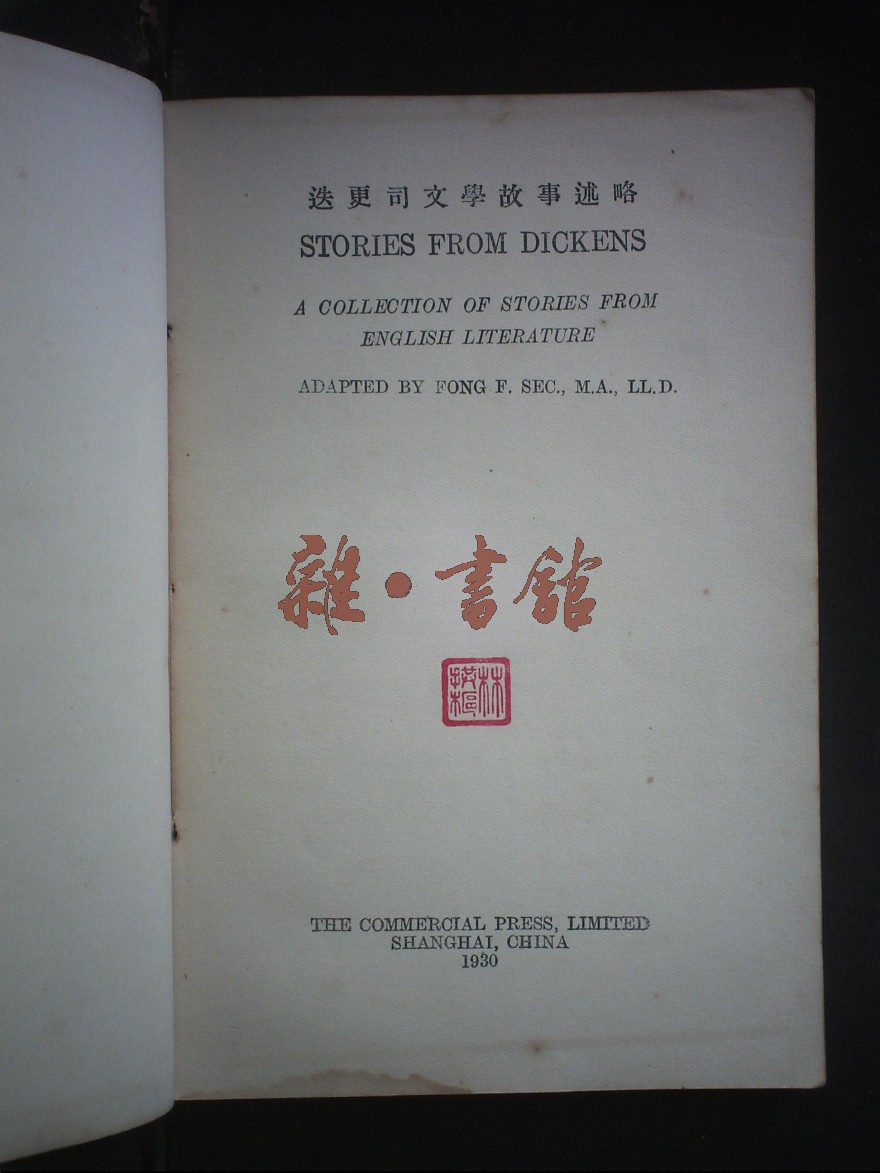 迭更司文學故事述略
STORIES FROM DICKENS
A COLLECTION OF STORIES FROM
ENGLISH LITERATURE
ADAPTED BY FONG F. SEC., M.A., LL.D.
雜·書舘
THE COMMERCIAL PRESS, LIMITED
SHANGHAI, CHINA
1930